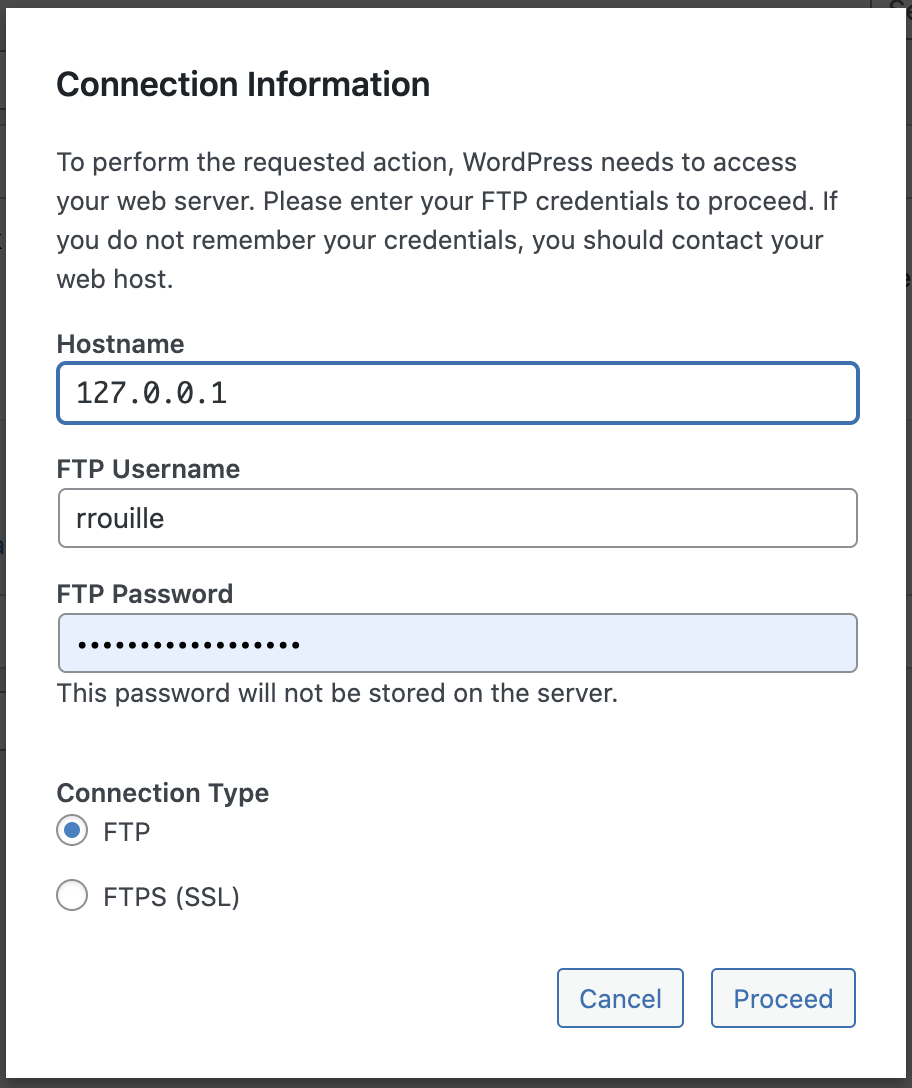 Connection Information
To perform the requested action, WordPress needs to access
your web server. Please enter your FTP credentials to proceed. If
you do not remember your credentials, you should contact your
web host.
Hostname
127.0.0.1
FTP Username
rrouille
FTP Password
••••••••••••••••••
This password will not be stored on the server.
Connection Type
FTP
FTPS (SSL)
Cancel Proceed